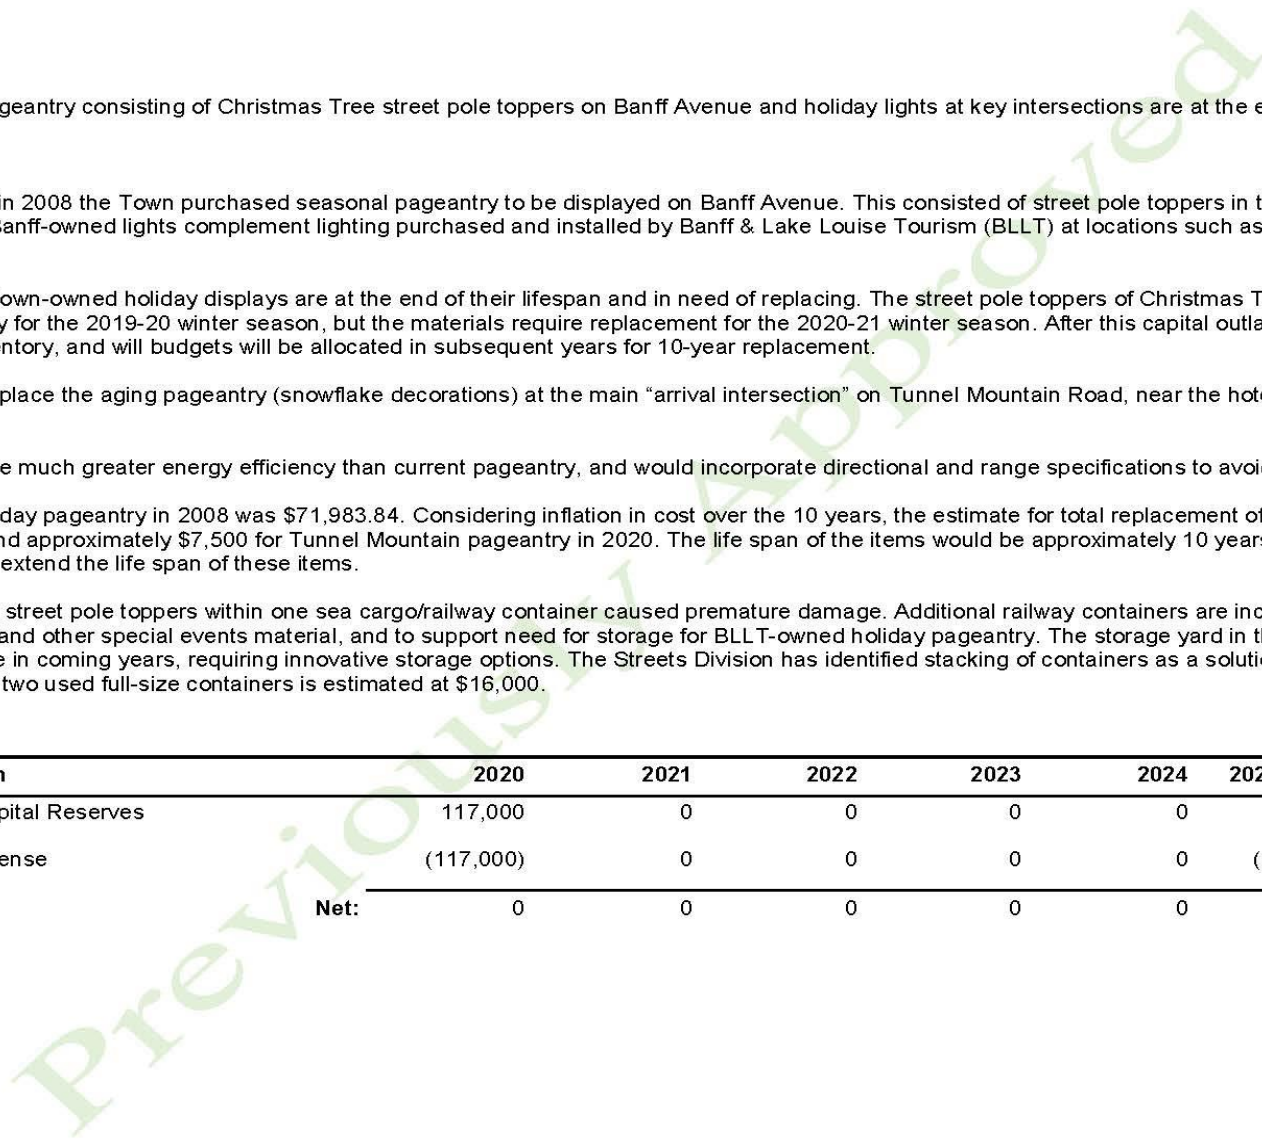 geantry consisting of Christmas Tree street pole toppers on Banff Avenue and holiday lights at key intersections are at the e
in 2008 the Town purchased seasonal pageantry to be displayed on Banff Avenue. This consisted of street pole toppers in t
Banff-owned lights complement lighting purchased and installed by Banff & Lake Louise Tourism (BLLT) at locations such as
own-owned holiday displays are at the end of their lifespan and in need of replacing. The street pole toppers of Christmas T
y for the 2019-20 winter season, but the materials require replacement for the 2020-21 winter season. After this capital outla
entory, and will budgets will be allocated in subsequent years for 10-year replacement.
place the aging pageantry (snowflake decorations) at the main “arrival intersection” on Tunnel Mountain Road, near the hote
e much greater energy efficiency than current pageantry, and would incorporate directional and range specifications to avoi
day pageantry in 2008 was $71,983.84. Considering inflation in cost over the 10 years, the estimate for total replacement of
nd approximately $7,500 for Tunnel Mountain pageantry in 2020. The life span of the items would be approximately 10 years
extend the life span of these items.
street pole toppers within one sea cargo/railway container caused premature damage. Additional railway containers are inc
and other special events material, and to support need for storage for BLLT-owned holiday pageantry. The storage yard in t
e in coming years, requiring innovative storage options. The Streets Division has identified stacking of containers as a soluti
two used full-size containers is estimated at $16,000.
n 2020 2021 2022 2023 2024 202
pital Reserves 117,000 0 0 0 0
ense (117,000) 0 0 0 0 (
Net: 0 0 0 0 0
Previously Approved